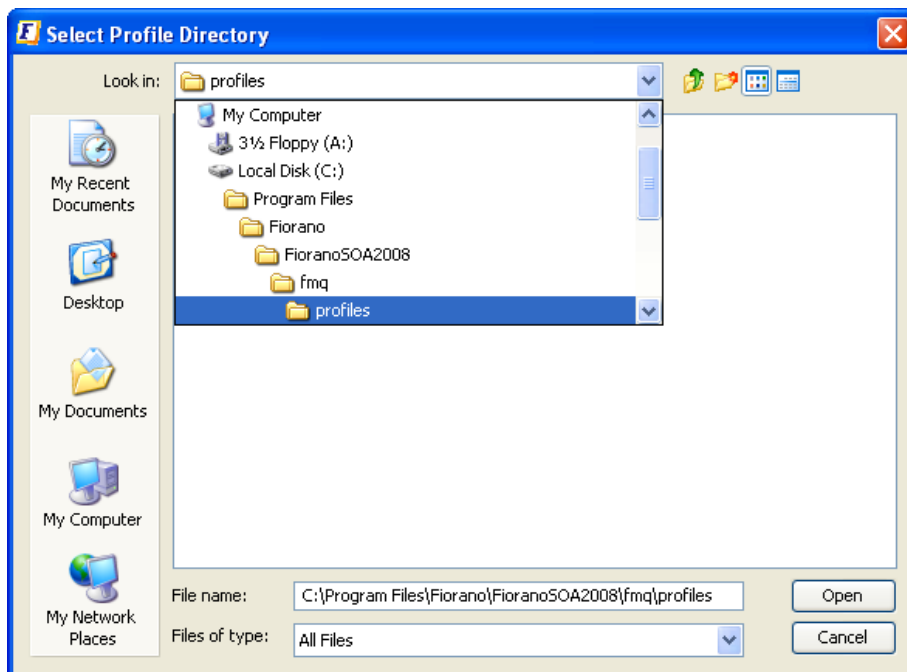 Select Profile Directory
Look in:
profiles
My Computer
3½ Floppy (A:)
Local Disk (C:)
Program Files
Fiorano
FioranoSOA2008
fmq
profiles
My Recent
Documents
Desktop
My Documents
My Computer
My Network
Places
File name:
C:\Program Files\Fiorano\FioranoSOA2008\fmq\profiles
Open
Files of type:
All Files
Cancel